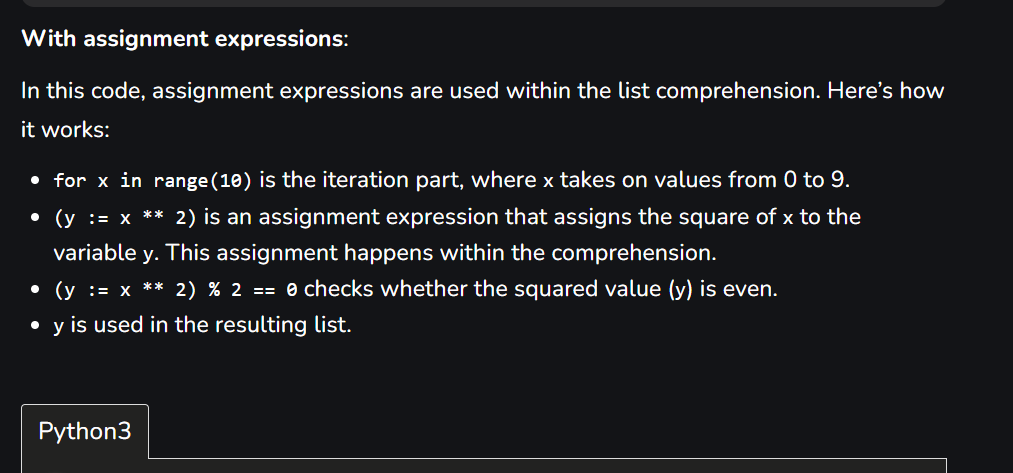 With assignment expressions:
In this code, assignment expressions are used within the list comprehension. Here’s how
it works:
• for x in range(10) is the iteration part, where x takes on values from 0 to 9.
• (y := x ** 2) is an assignment expression that assigns the square of x to the
variable y. This assignment happens within the comprehension.
• (y := x ** 2) % 2 == 0 checks whether the squared value (y) is even.
• y is used in the resulting list.
Python3